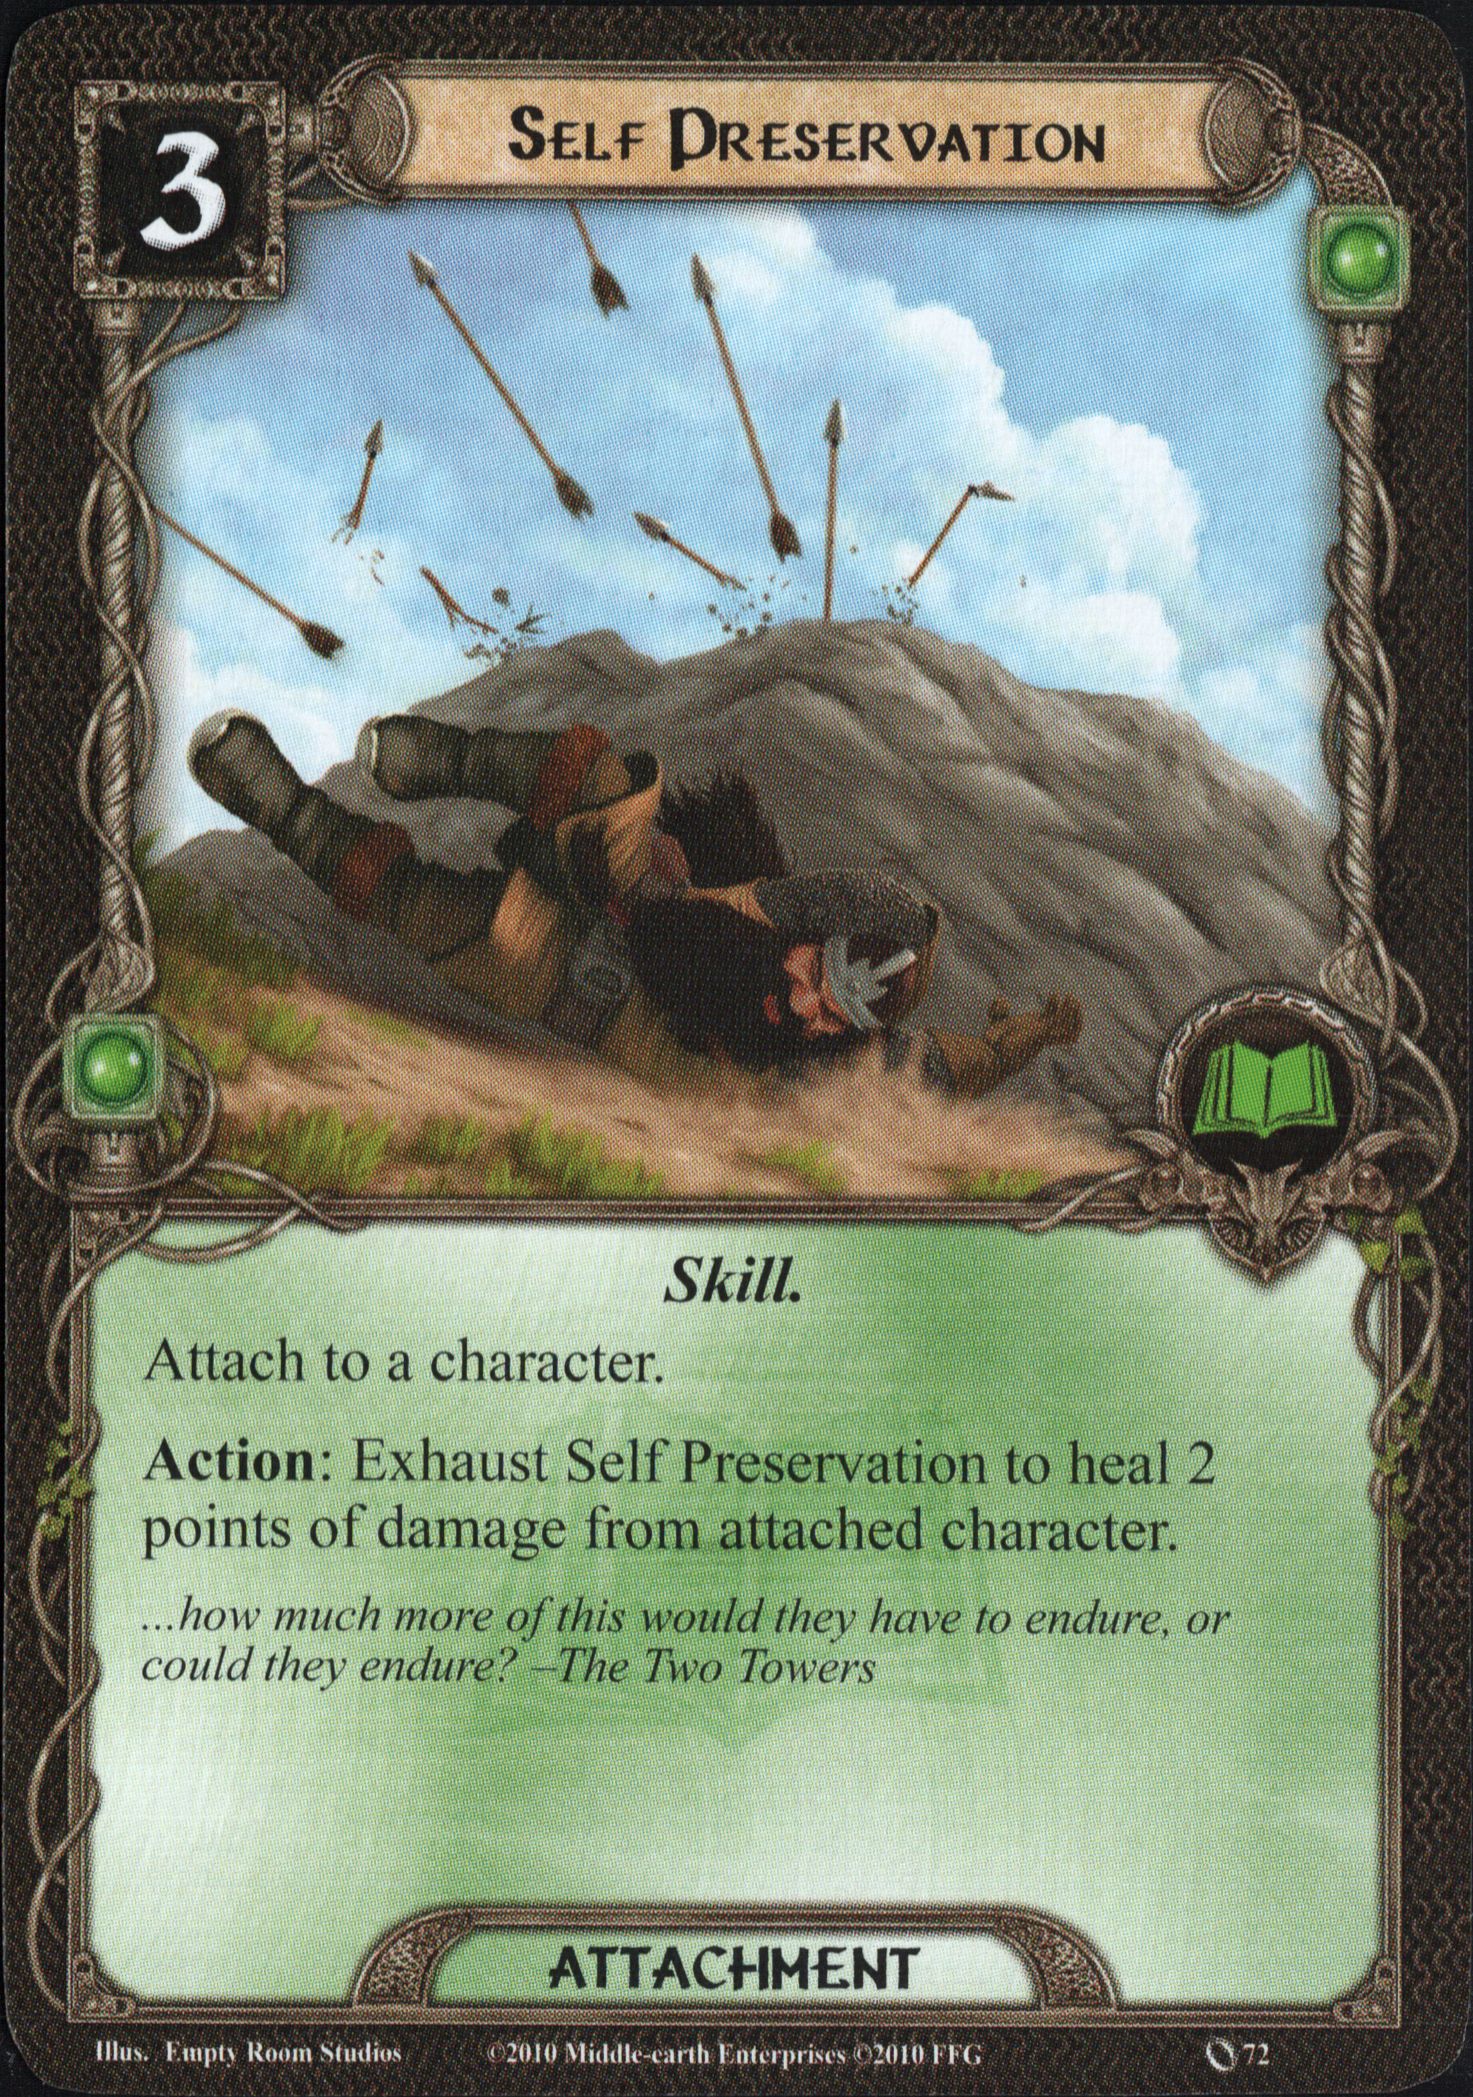 3
Self Preservation
Skill.
Attach to a character.
Action: Exhaust Self Preservation to heal 2
points of damage from attached character.
...how much more of this would they have to endure, or
could they endure? –The Two Towers
ATTACHMENT
Illus. Empty Room Studios ©2010 Middle-earth Enterprises ©2010 FFG 72